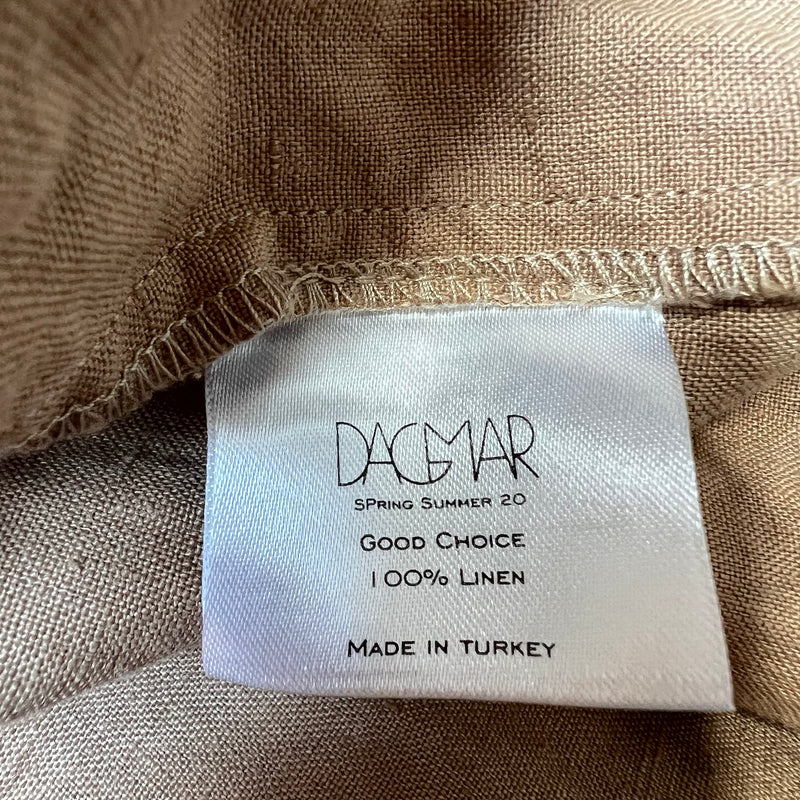 DAGMAR
SPRING SUMMER 20
GOOD CHOICE
100% LINEN
MADE IN TURKEY